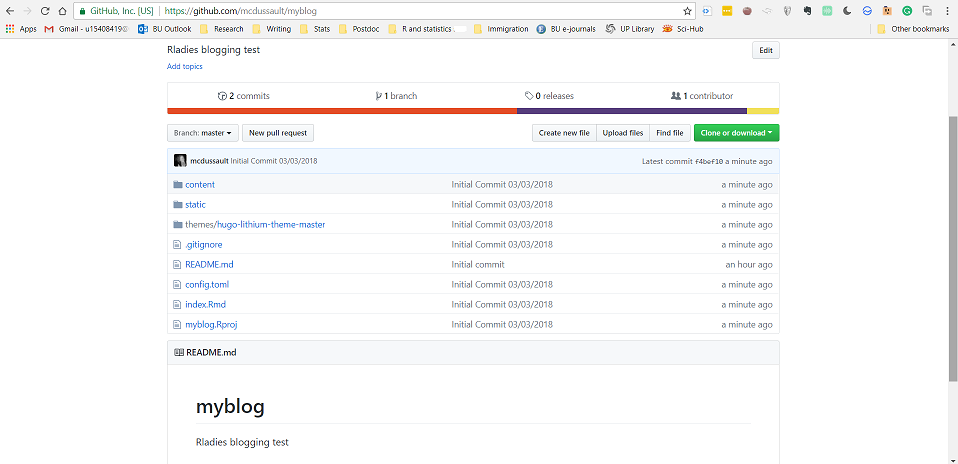 GitHub, Inc. [US] | https://github.com/mcdussault/myblog
Apps Gmail - u15408419@ BU Outlook Research Writing Stats Postdoc R and statistics Immigration BU e-journals UP Library Sci-Hub Other bookmarks
Rladies blogging test Edit
Add topics
2 commits 1 branch 0 releases 1 contributor
Branch: master New pull request Create new file Upload files Find file Clone or download
mcdussault Initial Commit 03/03/2018 Latest commit f4bef10 a minute ago
content Initial Commit 03/03/2018 a minute ago
static Initial Commit 03/03/2018 a minute ago
themes/hugo-lithium-theme-master Initial Commit 03/03/2018 a minute ago
.gitignore Initial Commit 03/03/2018 a minute ago
README.md Initial commit an hour ago
config.toml Initial Commit 03/03/2018 a minute ago
index.Rmd Initial Commit 03/03/2018 a minute ago
myblog.Rproj Initial Commit 03/03/2018 a minute ago
README.md
myblog
Rladies blogging test